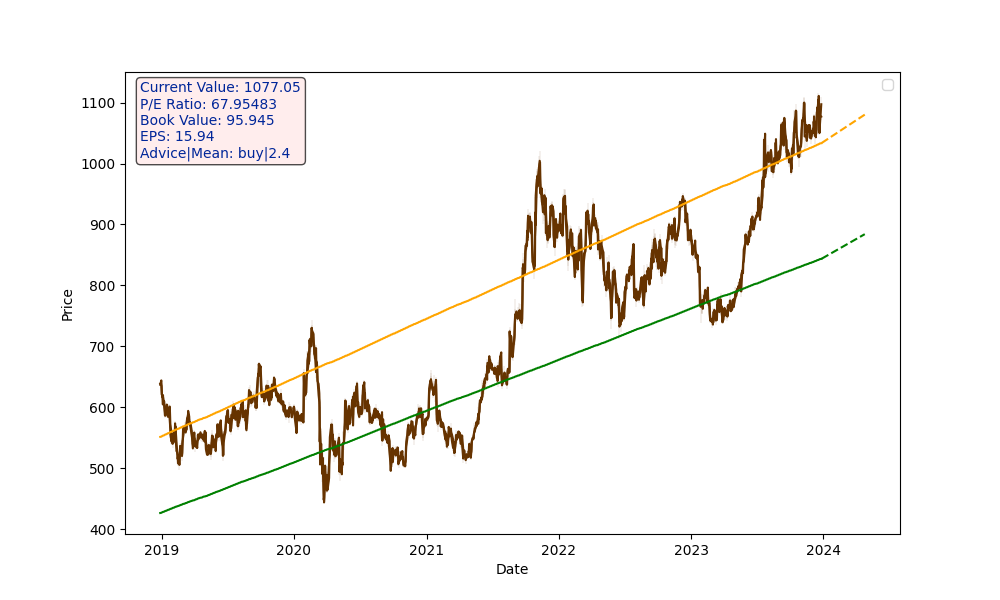 Current Value: 1077.05
P/E Ratio: 67.95483
Book Value: 95.945
EPS: 15.94
Advice|Mean: buy|2.4
1100
1000
900
800
700
600
500
400
Price
2019 2020 2021 2022 2023 2024
Date